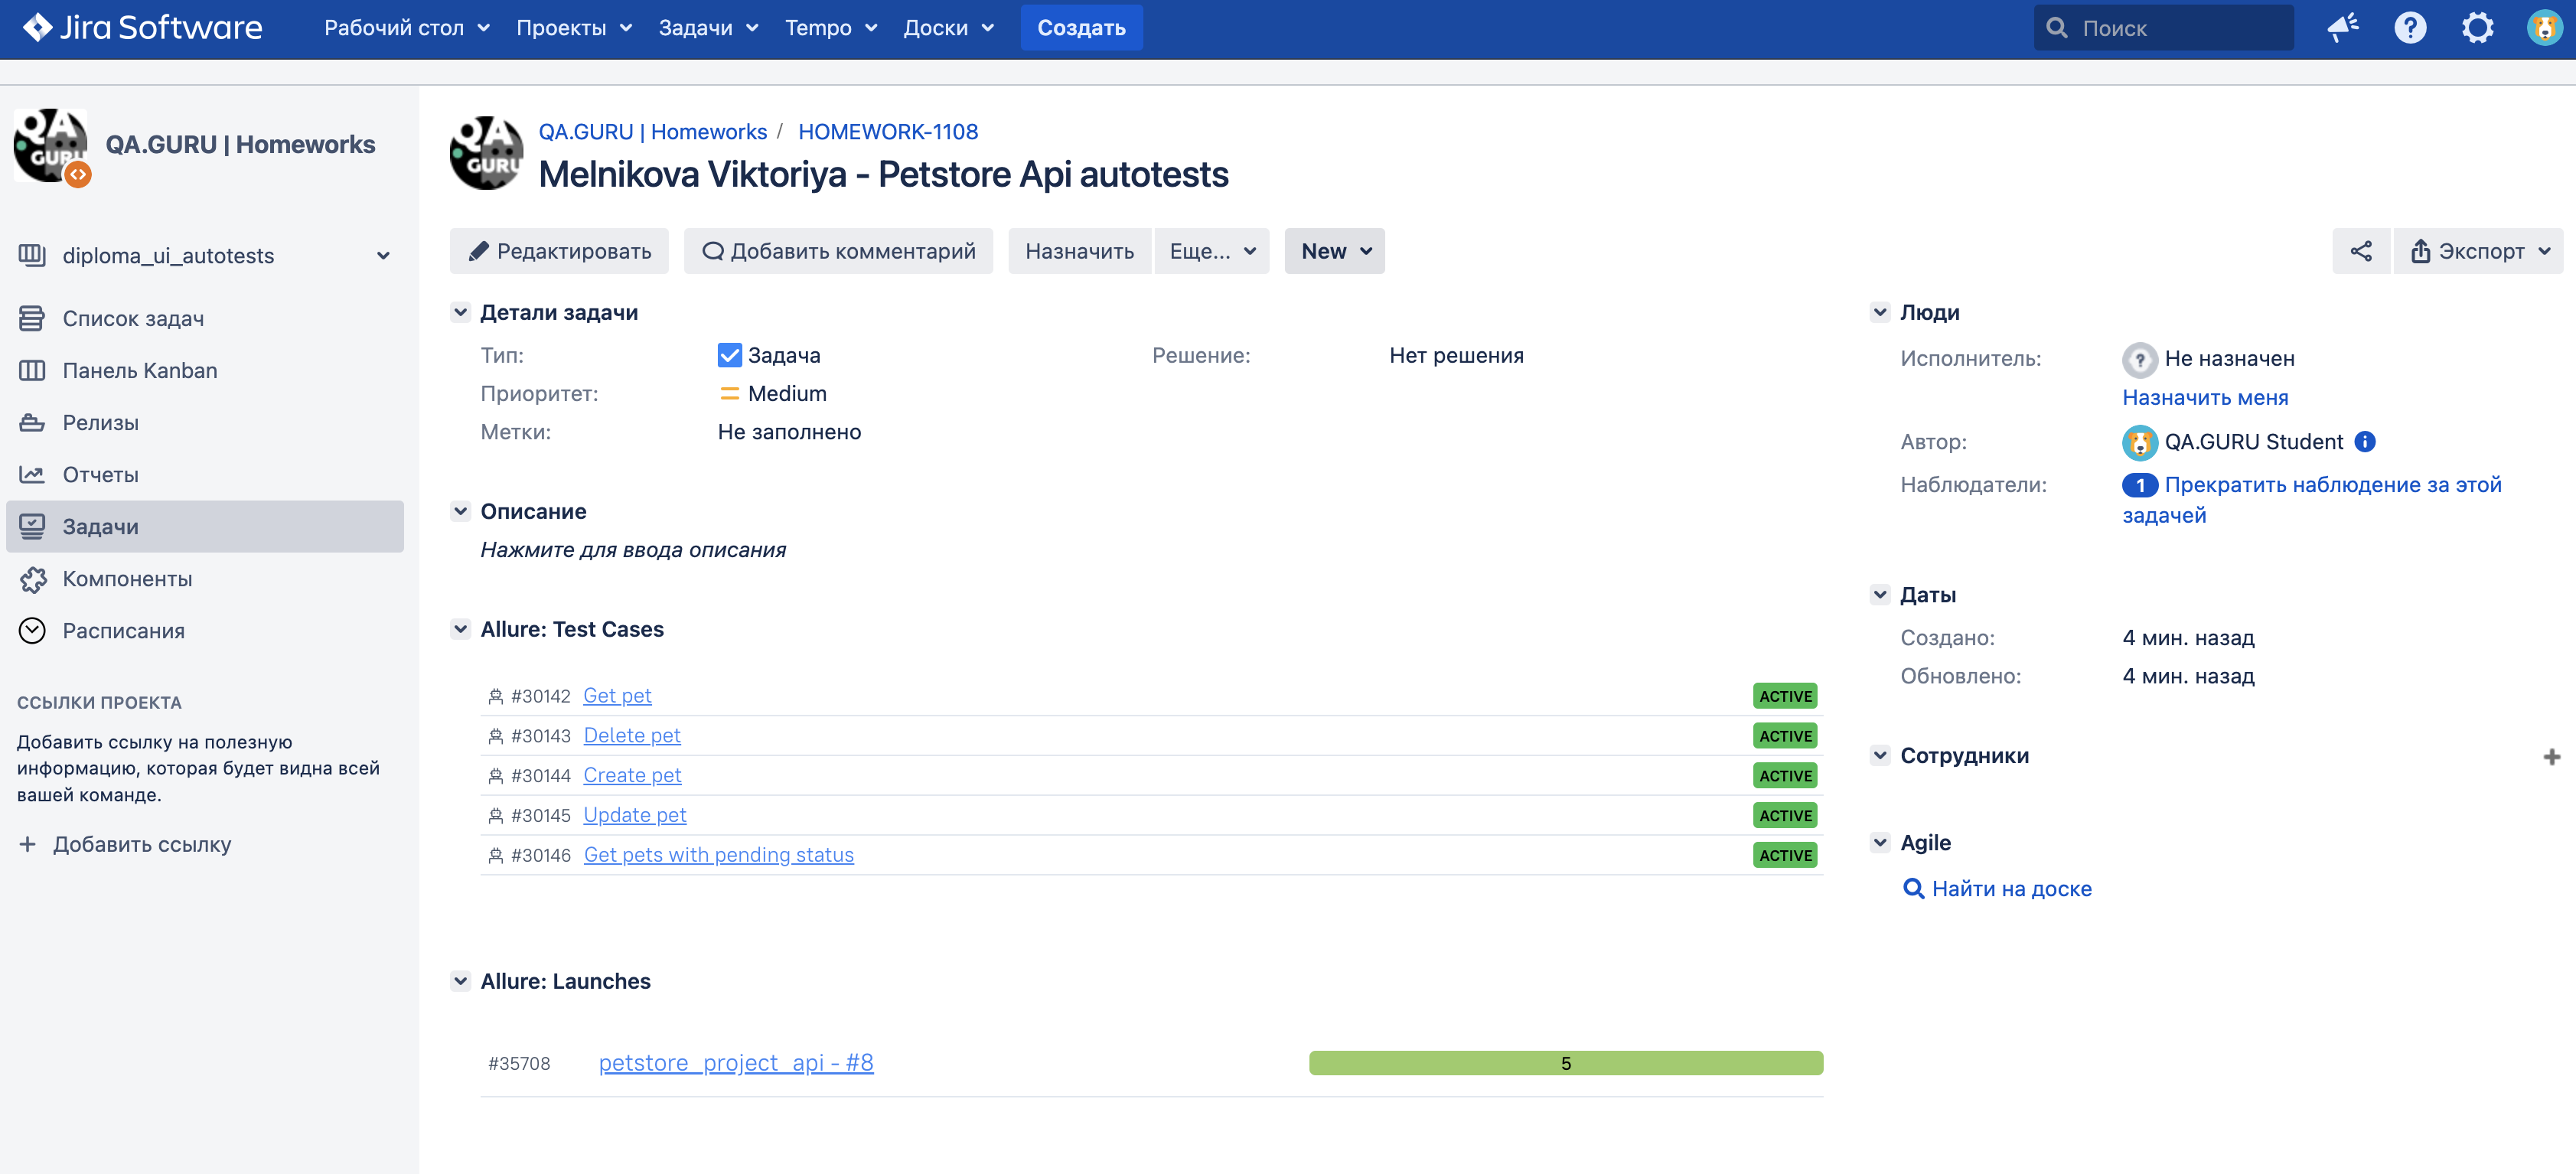 Jira Software Рабочий стол Проекты Задачи Tempo Доски Создать Поиск
QA.GURU | Homeworks
diploma_ui_autotests
Список задач
Панель Kanban
Релизы
Отчеты
Задачи
Компоненты
Расписания
ССЫЛКИ ПРОЕКТА
Добавить ссылку на полезную
информацию, которая будет видна всей
вашей команде.
+ Добавить ссылку
QA GURU
QA.GURU | Homeworks / HOMEWORK-1108
Melnikova Viktoriya - Petstore Api autotests
Редактировать Добавить комментарий Назначить Еще... New Экспорт
Детали задачи
Тип: Задача Решение: Нет решения
Приоритет: Medium
Метки: Не заполнено
Описание
Нажмите для ввода описания
Allure: Test Cases
#30142 Get pet ACTIVE
#30143 Delete pet ACTIVE
#30144 Create pet ACTIVE
#30145 Update pet ACTIVE
#30146 Get pets with pending status ACTIVE
Allure: Launches
#35708 petstore_project_api - #8 5
Люди
Исполнитель: Не назначен
Назначить меня
Автор: QA.GURU Student
Наблюдатели: 1 Прекратить наблюдение за этой
задачей
Даты
Создано: 4 мин. назад
Обновлено: 4 мин. назад
Сотрудники
Agile
Найти на доске